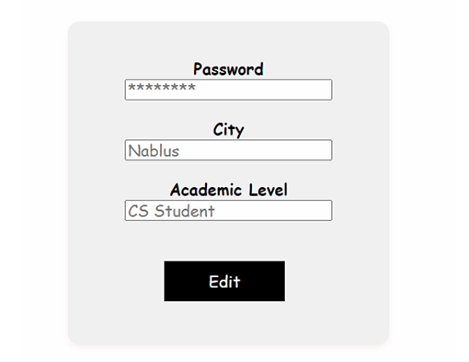 Password
********
City
Nablus
Academic Level
CS Student
Edit